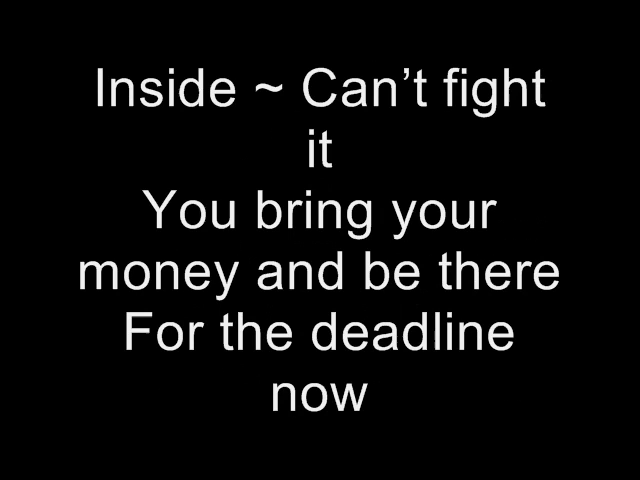 Inside ~ Can’t fight
it
You bring your
money and be there
For the deadline
now